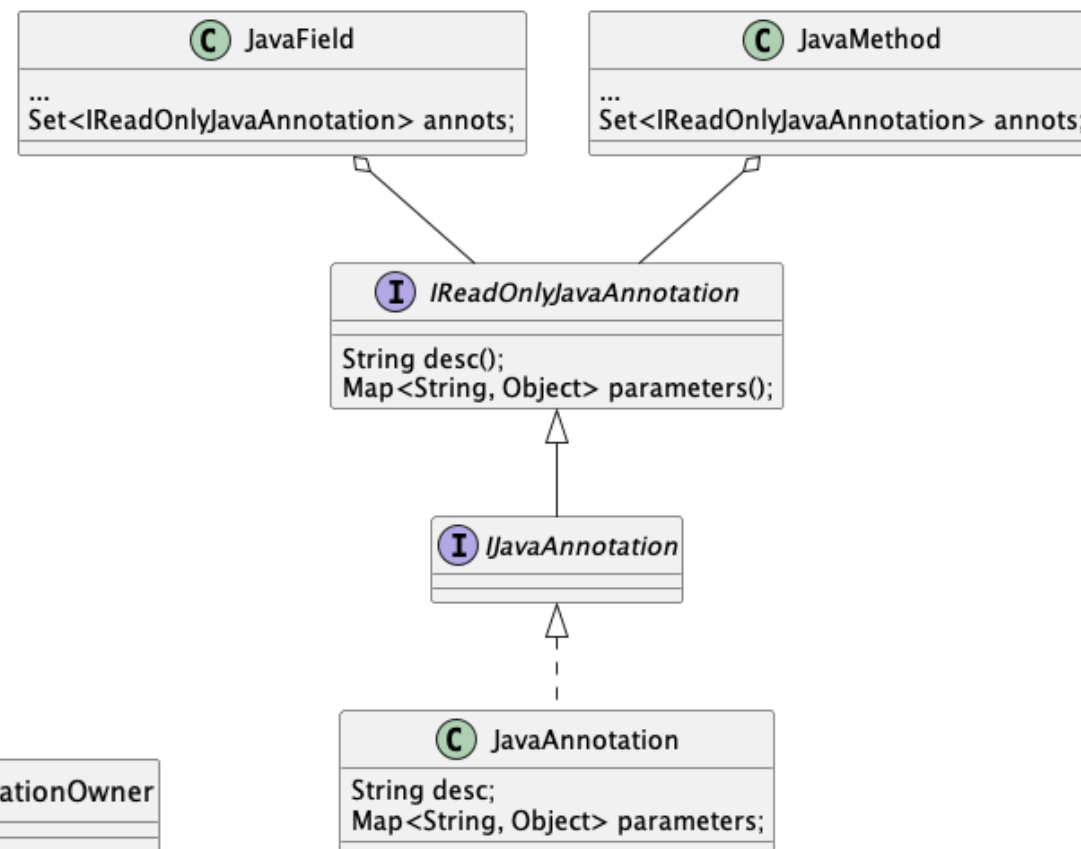 C JavaField
...
Set<IReadOnlyJavaAnnotation> annots;
C JavaMethod
...
Set<IReadOnlyJavaAnnotation> annots;
I IReadOnlyJavaAnnotation
String desc();
Map<String, Object> parameters();
I IJavaAnnotation
C JavaAnnotation
String desc;
Map<String, Object> parameters;
ationOwner